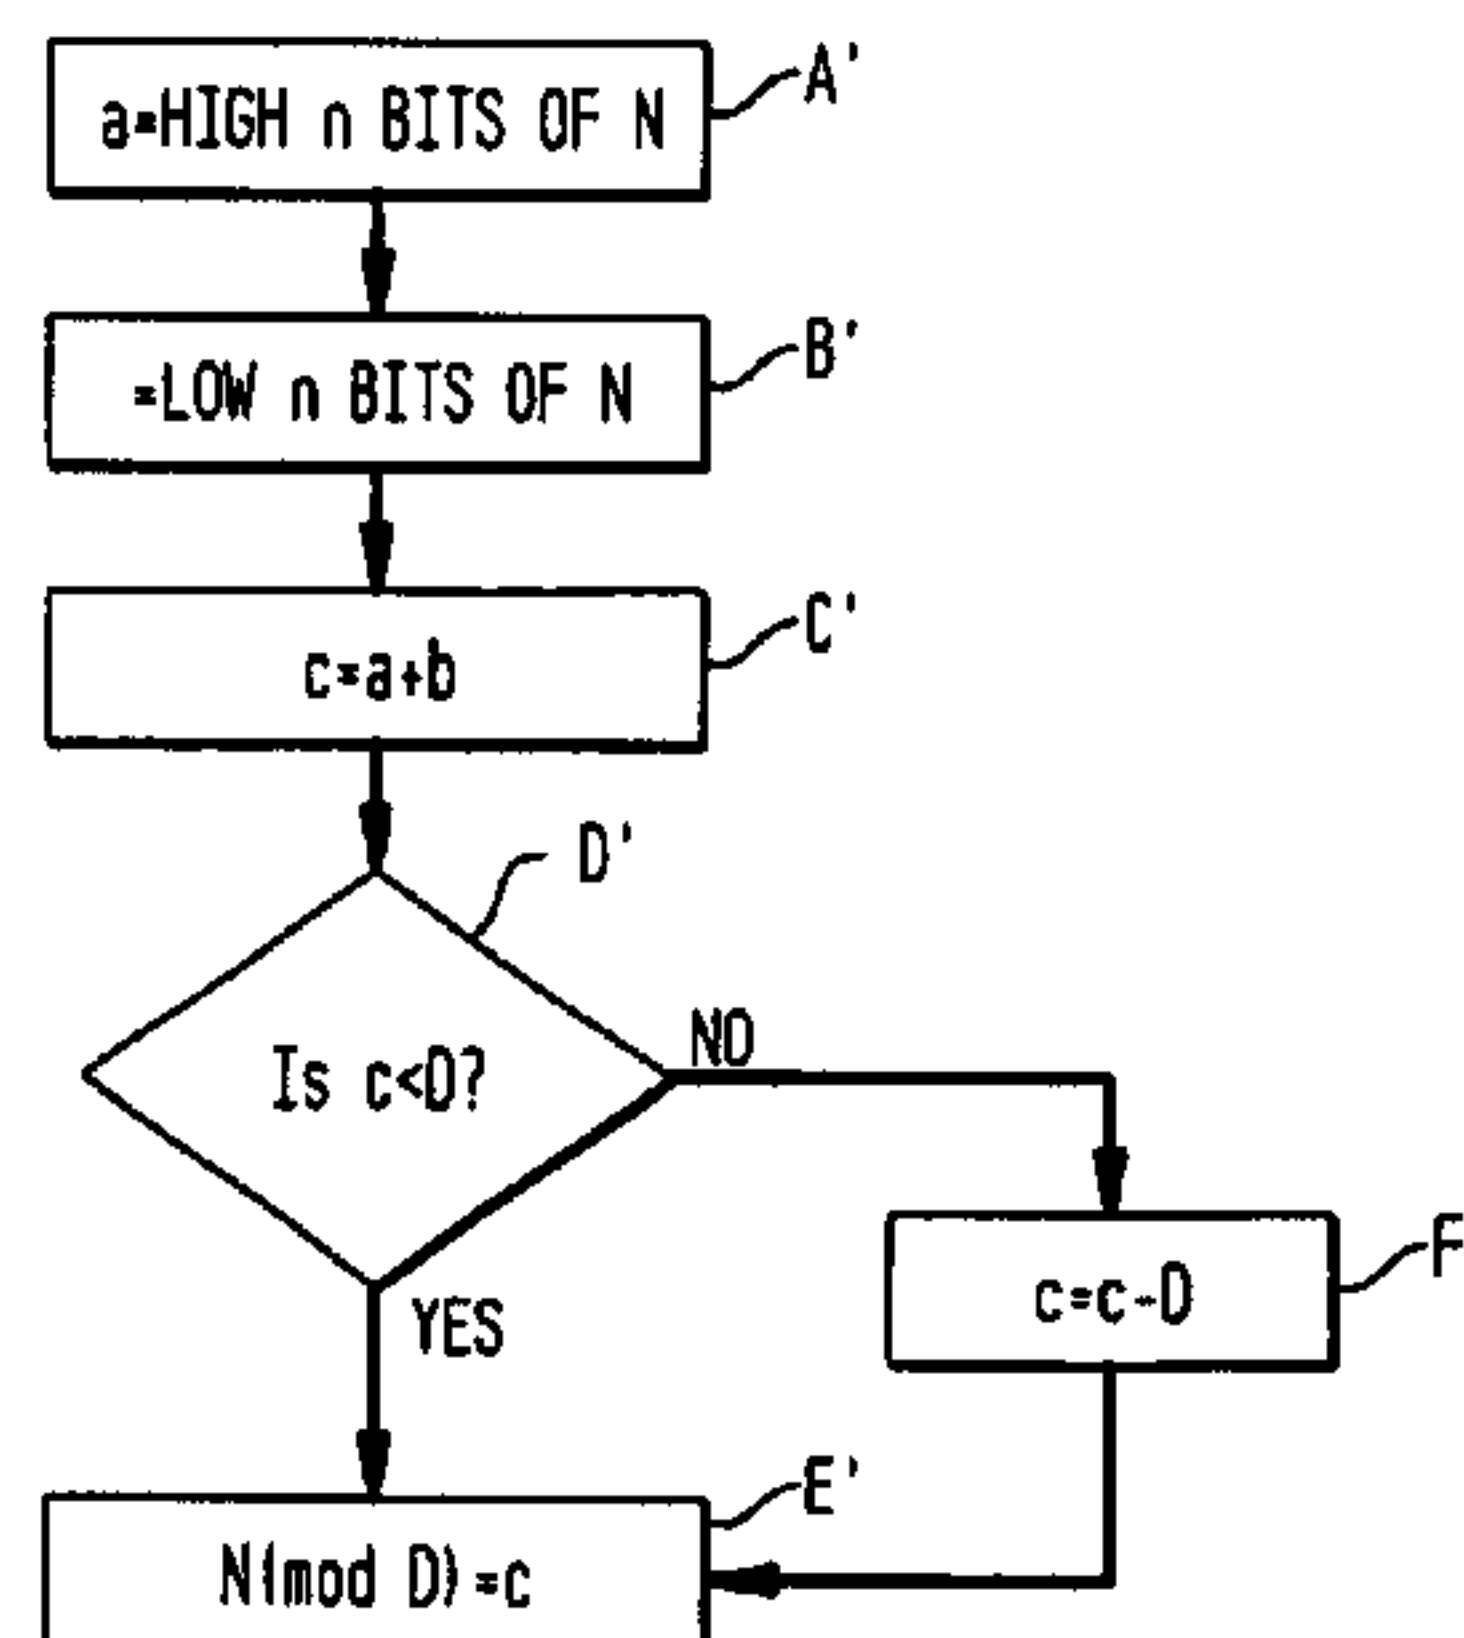 a=HIGH n BITS OF N
A'
=LOW n BITS OF N
B'
c=a+b
C'
D'
Is c<D?
NO
YES
c=c-D
F
E'
N(mod D)=c